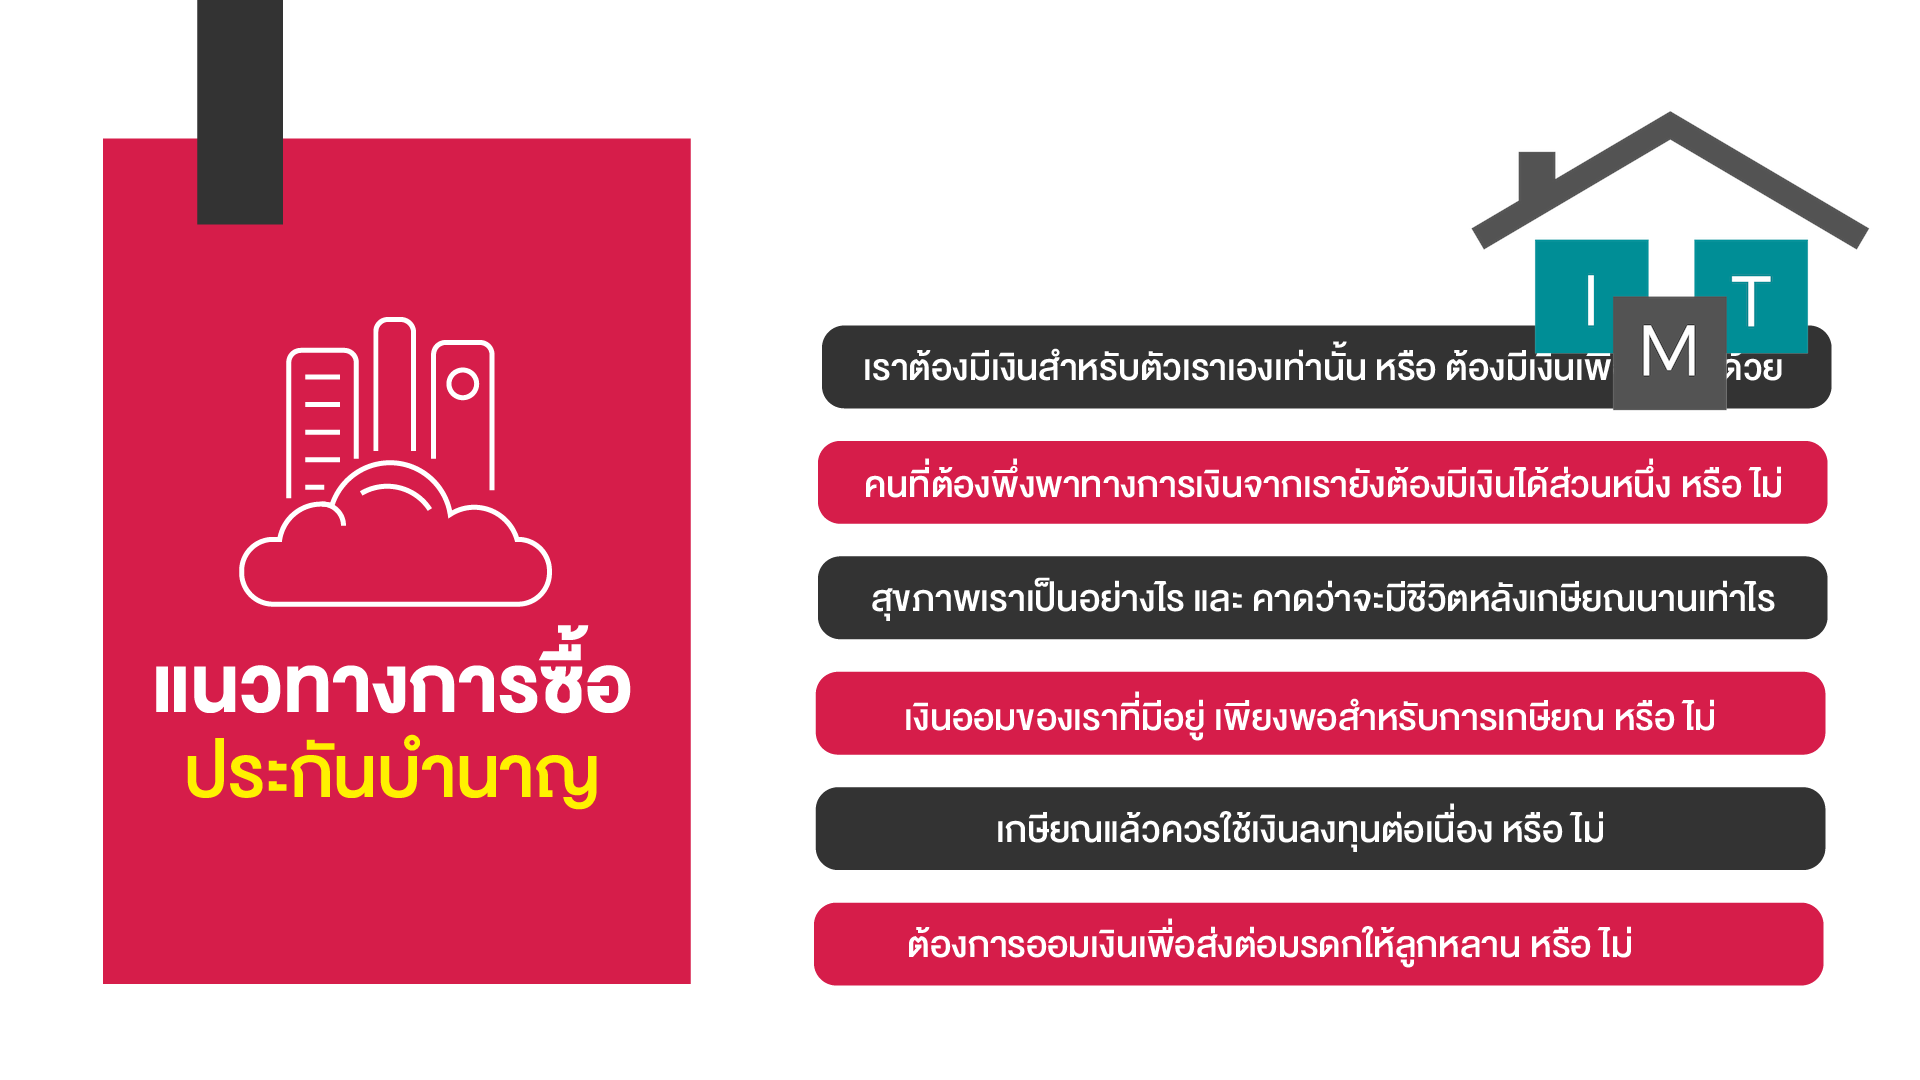 แนวทางการซื้อ
ประกันบำนาญ
I M T
เราต้องมีเงินสำหรับตัวเราเองเท่านั้น หรือ ต้องมีเงิน ด้วย
คนที่ต้องพึ่งพาทางการเงินจากเรายังต้องมีเงินได้ส่วนหนึ่ง หรือ ไม่
สุขภาพเราเป็นอย่างไร และ คาดว่าจะมีชีวิตหลังเกษียณนานเท่าไร
เงินออมของเราที่มีอยู่ เพียงพอสำหรับการเกษียณ หรือ ไม่
เกษียณแล้วควรใช้เงินลงทุนต่อเนื่อง หรือ ไม่
ต้องการออมเงินเพื่อส่งต่อมรดกให้ลูกหลาน หรือ ไม่